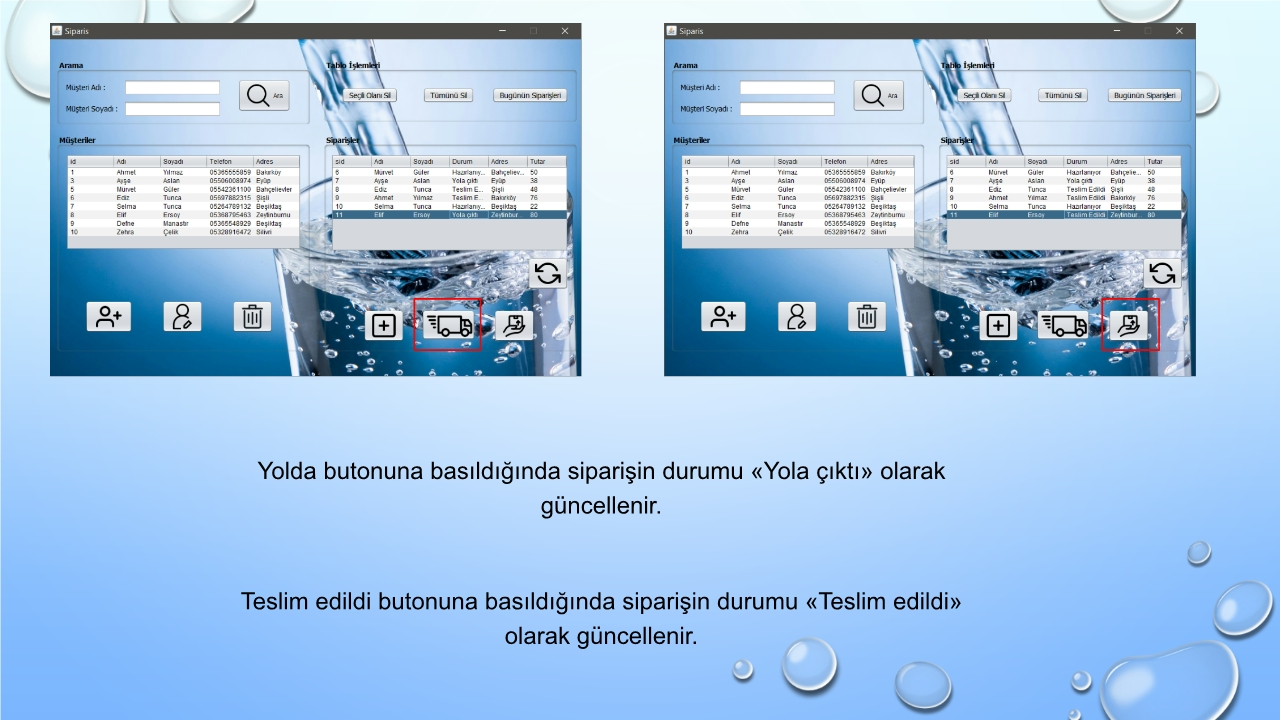 Siparis
Arama
Tablo İşlemleri
Müşteri Adı :
Müşteri Soyadı :
Ara
Seçili Olanı Sil
Tümünü Sil
Bugünün Siparişleri
Müşteriler
Siparişler
id Adı Soyadı Telefon Adres
1 Ahmet Yılmaz 05365555859 Bakırköy
3 Ayşe Aslan 05506008974 Eyüp
5 Mürvet Güler 05542361100 Bahçelievler
6 Ediz Tunca 05697882315 Şişli
7 Selma Tunca 05264789132 Beşiktaş
8 Elif Ersoy 05368795463 Zeytinburnu
9 Defne Manastır 05365548929 Beşiktaş
10 Zehra Çelik 05328916472 Silivri
sid Adı Soyadı Durum Adres Tutar
6 Mürvet Güler Hazırlanıy... Bahçeliev... 50
7 Ayşe Aslan Yola çıktı Eyüp 38
8 Ediz Tunca Teslim E... Şişli 48
9 Ahmet Yılmaz Teslim E... Bakırköy 76
10 Selma Tunca Hazırlanıy... Beşiktaş 22
11 Elif Ersoy Yola çıktı Zeytinbur... 80
Siparis
Arama
Tablo İşlemleri
Müşteri Adı :
Müşteri Soyadı :
Ara
Seçili Olanı Sil
Tümünü Sil
Bugünün Siparişleri
Müşteriler
Siparişler
id Adı Soyadı Telefon Adres
1 Ahmet Yılmaz 05365555859 Bakırköy
3 Ayşe Aslan 05506008974 Eyüp
5 Mürvet Güler 05542361100 Bahçelievler
6 Ediz Tunca 05697882315 Şişli
7 Selma Tunca 05264789132 Beşiktaş
8 Elif Ersoy 05368795463 Zeytinburnu
9 Defne Manastır 05365548929 Beşiktaş
10 Zehra Çelik 05328916472 Silivri
sid Adı Soyadı Durum Adres Tutar
6 Mürvet Güler Hazırlanıyor Bahçelie... 50
7 Ayşe Aslan Yola çıktı Eyüp 38
8 Ediz Tunca Teslim Edildi Şişli 48
9 Ahmet Yılmaz Teslim Edildi Bakırköy 76
10 Selma Tunca Hazırlanıyor Beşiktaş 22
11 Elif Ersoy Teslim Edildi Zeytinbur... 80
Yolda butonuna basıldığında siparişin durumu «Yola çıktı» olarak
güncellenir.
Teslim edildi butonuna basıldığında siparişin durumu «Teslim edildi»
olarak güncellenir.